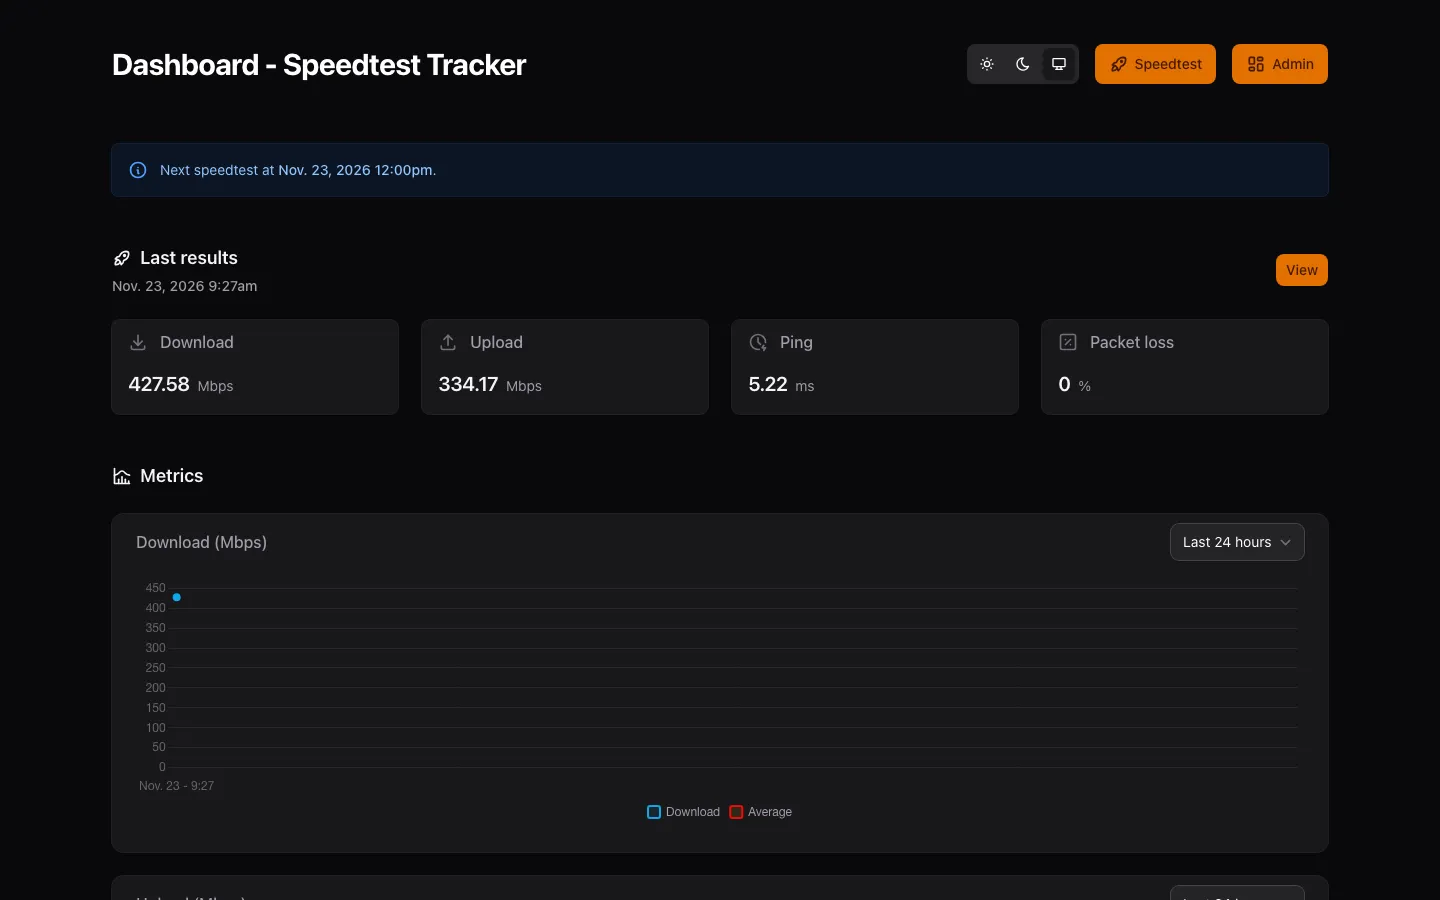 Dashboard - Speedtest Tracker
Speedtest
Admin
Next speedtest at Nov. 23, 2026 12:00pm.
Last results
Nov. 23, 2026 9:27am
View
Download
427.58 Mbps
Upload
334.17 Mbps
Ping
5.22 ms
Packet loss
0 %
Metrics
Download (Mbps)
Last 24 hours
450
400
350
300
250
200
150
100
50
0
Nov. 23 - 9:27
Download
Average